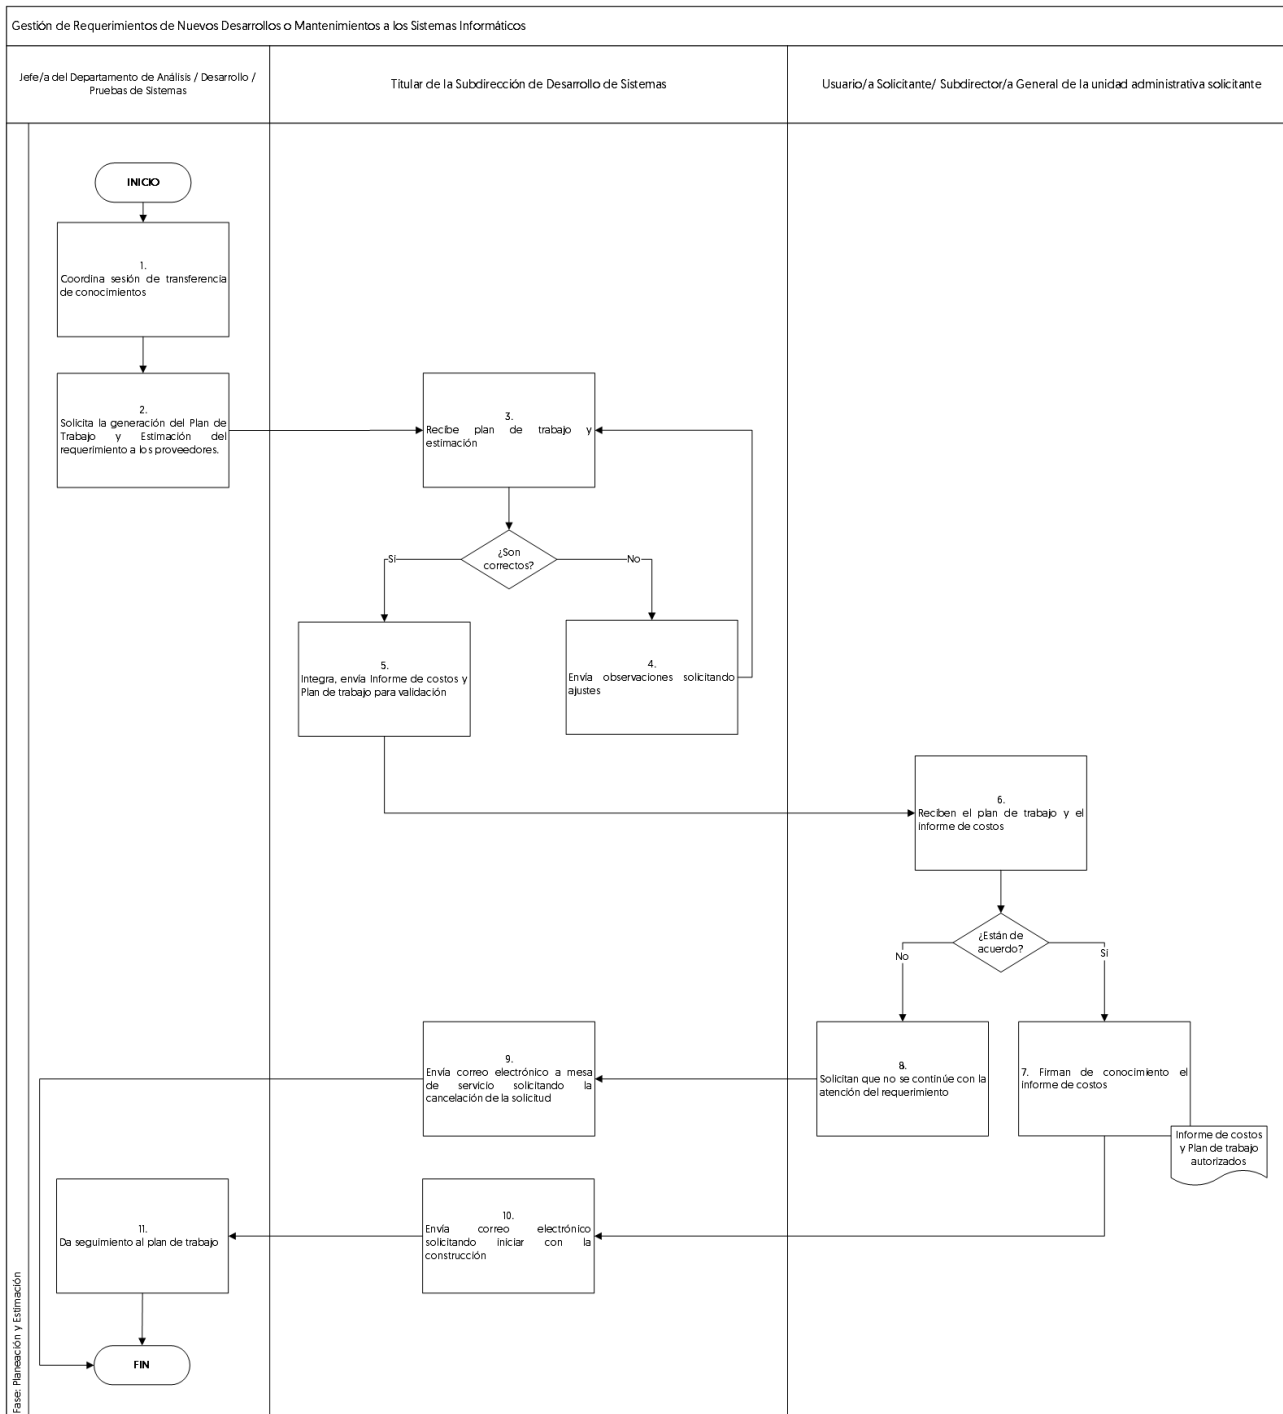 Gestión de Requerimientos de Nuevos Desarrollos o Mantenimientos a los Sistemas Informáticos
Jefe/a del Departamento de Análisis / Desarrollo /
Pruebas de Sistemas
Titular de la Subdirección de Desarrollo de Sistemas
Usuario/a Solicitante/ Subdirector/a General de la unidad administrativa solicitante
INICIO
1.
Coordina sesión de transferencia
de conocimientos
2.
Solicita la generación del Plan de
Trabajo y Estimación del
requerimiento a los proveedores.
3.
Recibe plan de trabajo y
estimación
¿Son
correctos?
Si
No
5.
Integra, envía Informe de costos y
Plan de trabajo para validación
4.
Envía observaciones solicitando
ajustes
6.
Reciben el plan de trabajo y el
informe de costos
¿Están de
acuerdo?
No
Si
9.
Envía correo electrónico a mesa
de servicio solicitando la
cancelación de la solicitud
8.
Solicitan que no se continúe con la
atención del requerimiento
7. Firman de conocimiento el
informe de costos
Informe de costos
y Plan de trabajo
autorizados
11.
Da seguimiento al plan de trabajo
10.
Envía correo electrónico
solicitando iniciar con la
construcción
FIN
Fase: Planeación y Estimación